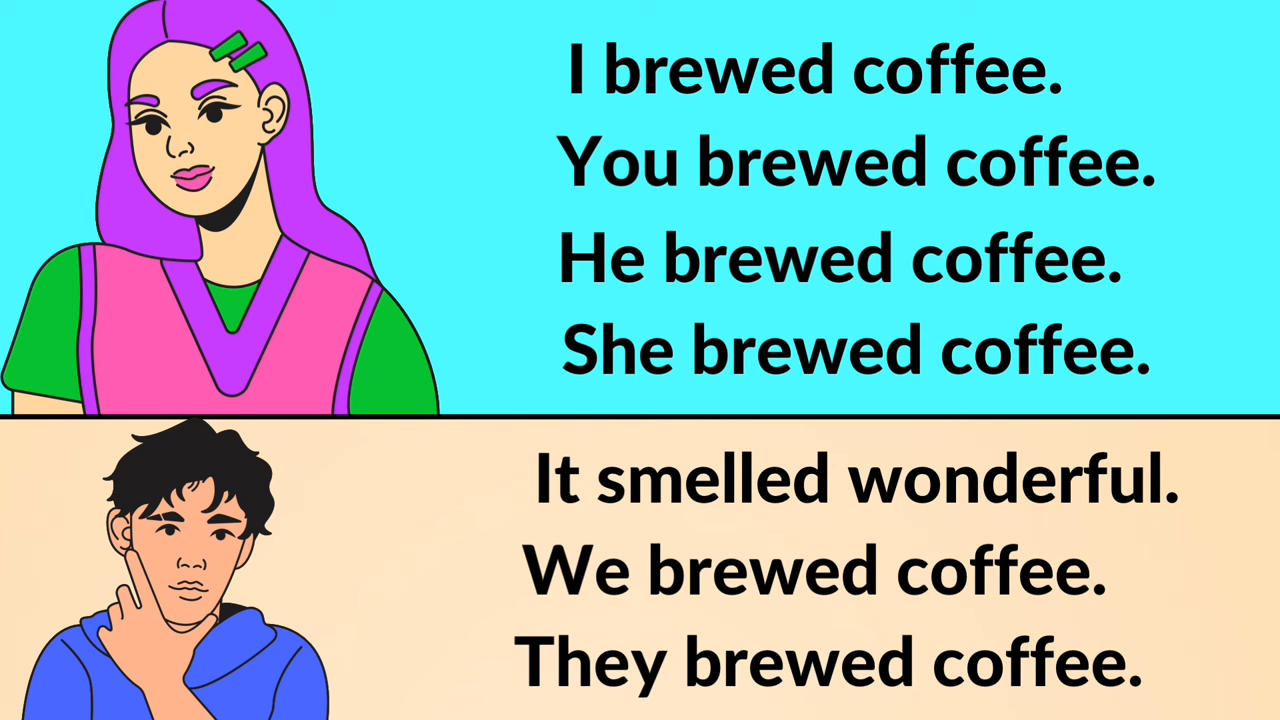 I brewed coffee.
You brewed coffee.
He brewed coffee.
She brewed coffee.
It smelled wonderful.
We brewed coffee.
They brewed coffee.